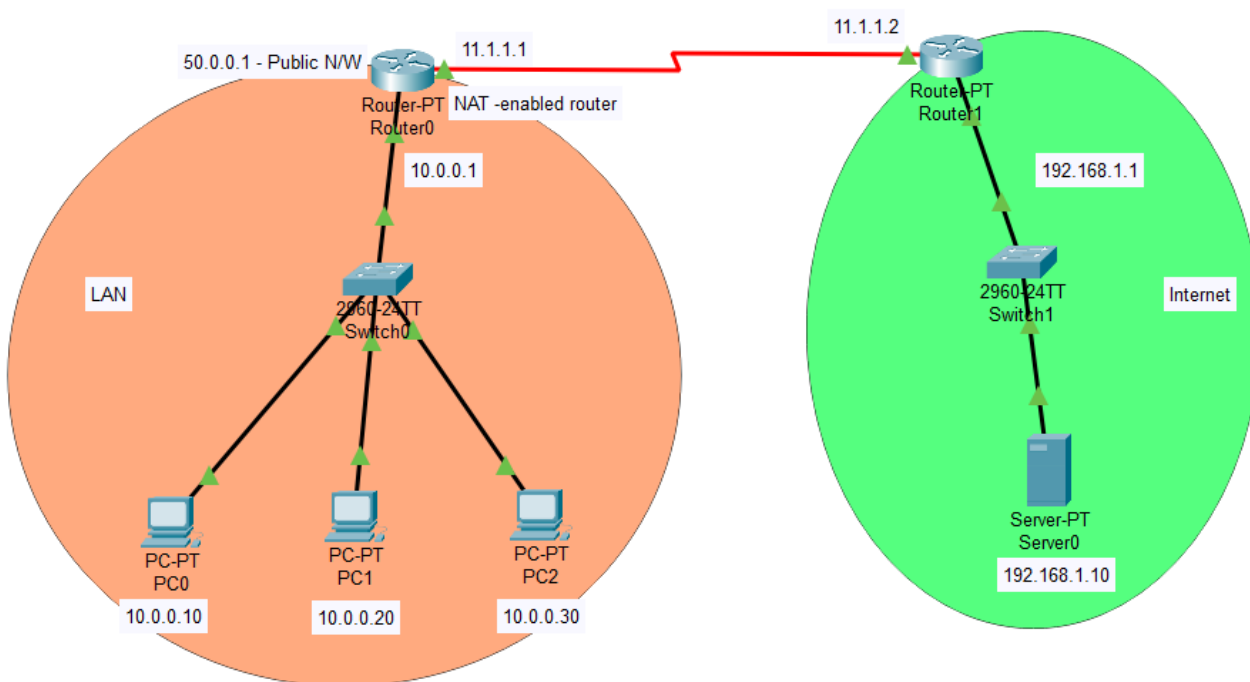 50.0.0.1 - Public N/W
11.1.1.1
11.1.1.2
Router-PT
Router0
NAT -enabled router
Router-PT
Router1
10.0.0.1
192.168.1.1
LAN
2960-24TT
Switch0
2960-24TT
Switch1
Internet
PC-PT
PC0
PC-PT
PC1
PC-PT
PC2
Server-PT
Server0
10.0.0.10
10.0.0.20
10.0.0.30
192.168.1.10